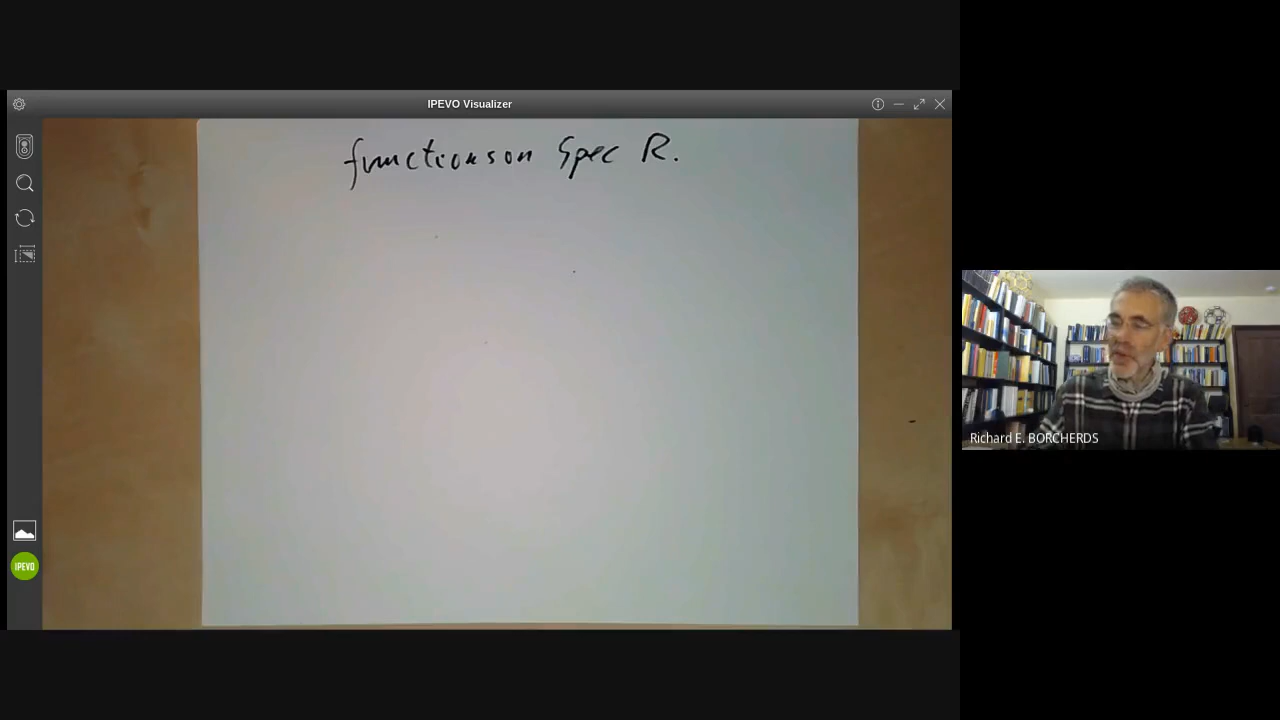 IPEVO Visualizer
functions on Spec R.
IPEVO
Richard E. BORCHERDS